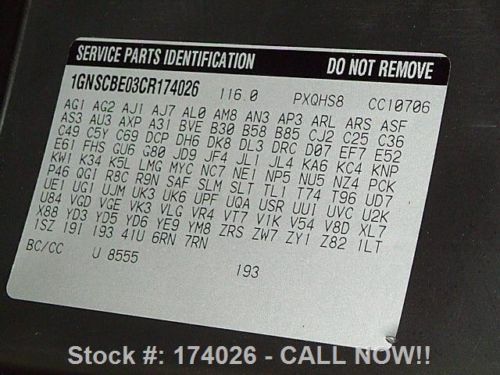 SERVICE PARTS IDENTIFICATION DO NOT REMOVE
1GNSCBE03CR174026 116.0 PXQHS8 CC10706
AG1 AG2 AJ1 AJ7 AL0 AM8 AN3 AP3 ARL ARS ASF
AS3 AU3 AXP A31 BVE B30 B58 B85 CJ2 C25 C36
C49 C5Y C69 DCP DH6 DK8 DL3 DRC D07 EF7 E52
E61 FHS GU6 G80 JD9 JF4 JL1 JL4 KA6 KC4 KNP
KW1 K34 K5L LMG MYC NC7 NE1 NP5 NU5 NZ4 PCK
P46 QGI R8C R9N SAF SLM SLT TL1 T74 T96 UD7
UE1 UG1 UJM UK3 UK6 UPF UQA USR UUI UVC U2K
U84 VGD VGE VK3 VLG VR4 VT7 V1K V54 V8D XL7
X88 YD3 YD5 YD6 YE9 YM8 ZRS ZW7 ZY1 Z82 1LT
1SZ 19I 193 41U 6RN 7RN
BC/CC U 8555 193
Stock #: 174026 - CALL NOW!!